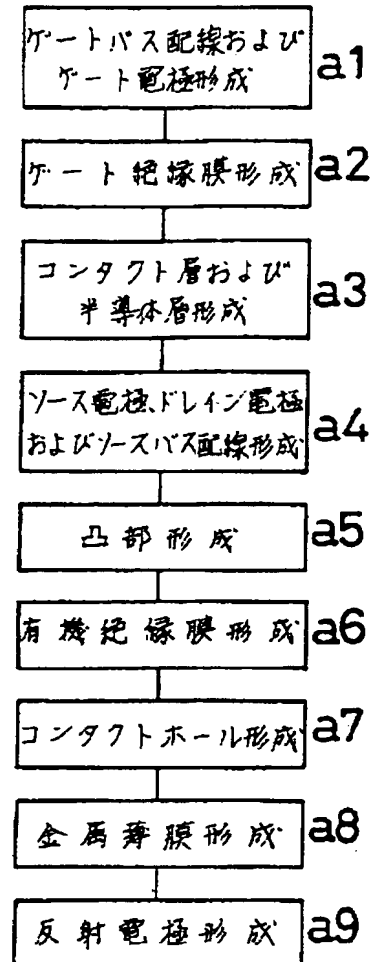 ゲートバス配線および
ゲート電極形成
a1
ゲート絶縁膜形成
a2
コンタクト層および
半導体層形成
a3
ソース電極、ドレイン電極
およびソースバス配線形成
a4
凸部形成
a5
有機絶縁膜形成
a6
コンタクトホール形成
a7
金属薄膜形成
a8
反射電極形成
a9